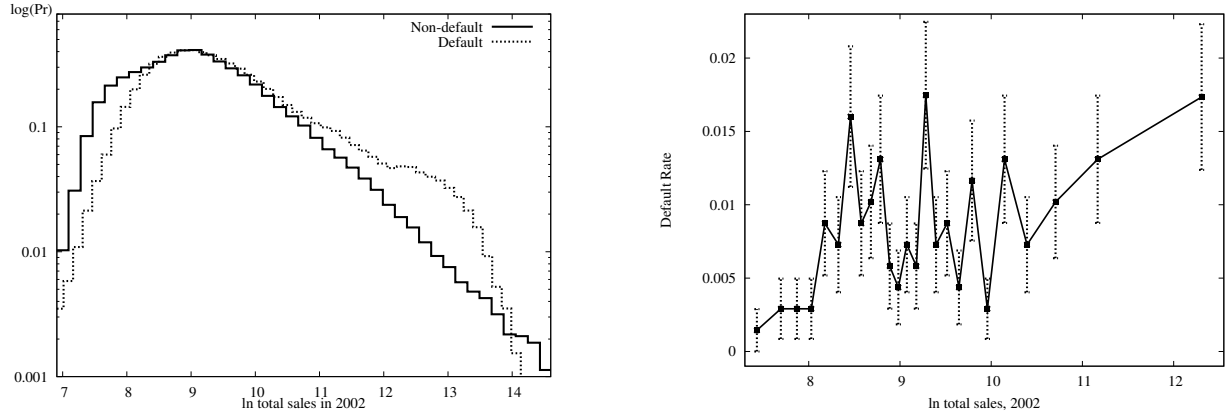 log(Pr)
Non-default
Default
0.1
0.01
0.001
7 8 9 10 11 12 13 14
ln total sales in 2002
0.02
0.015
0.01
0.005
0
Default Rate
8 9 10 11 12
ln total sales, 2002